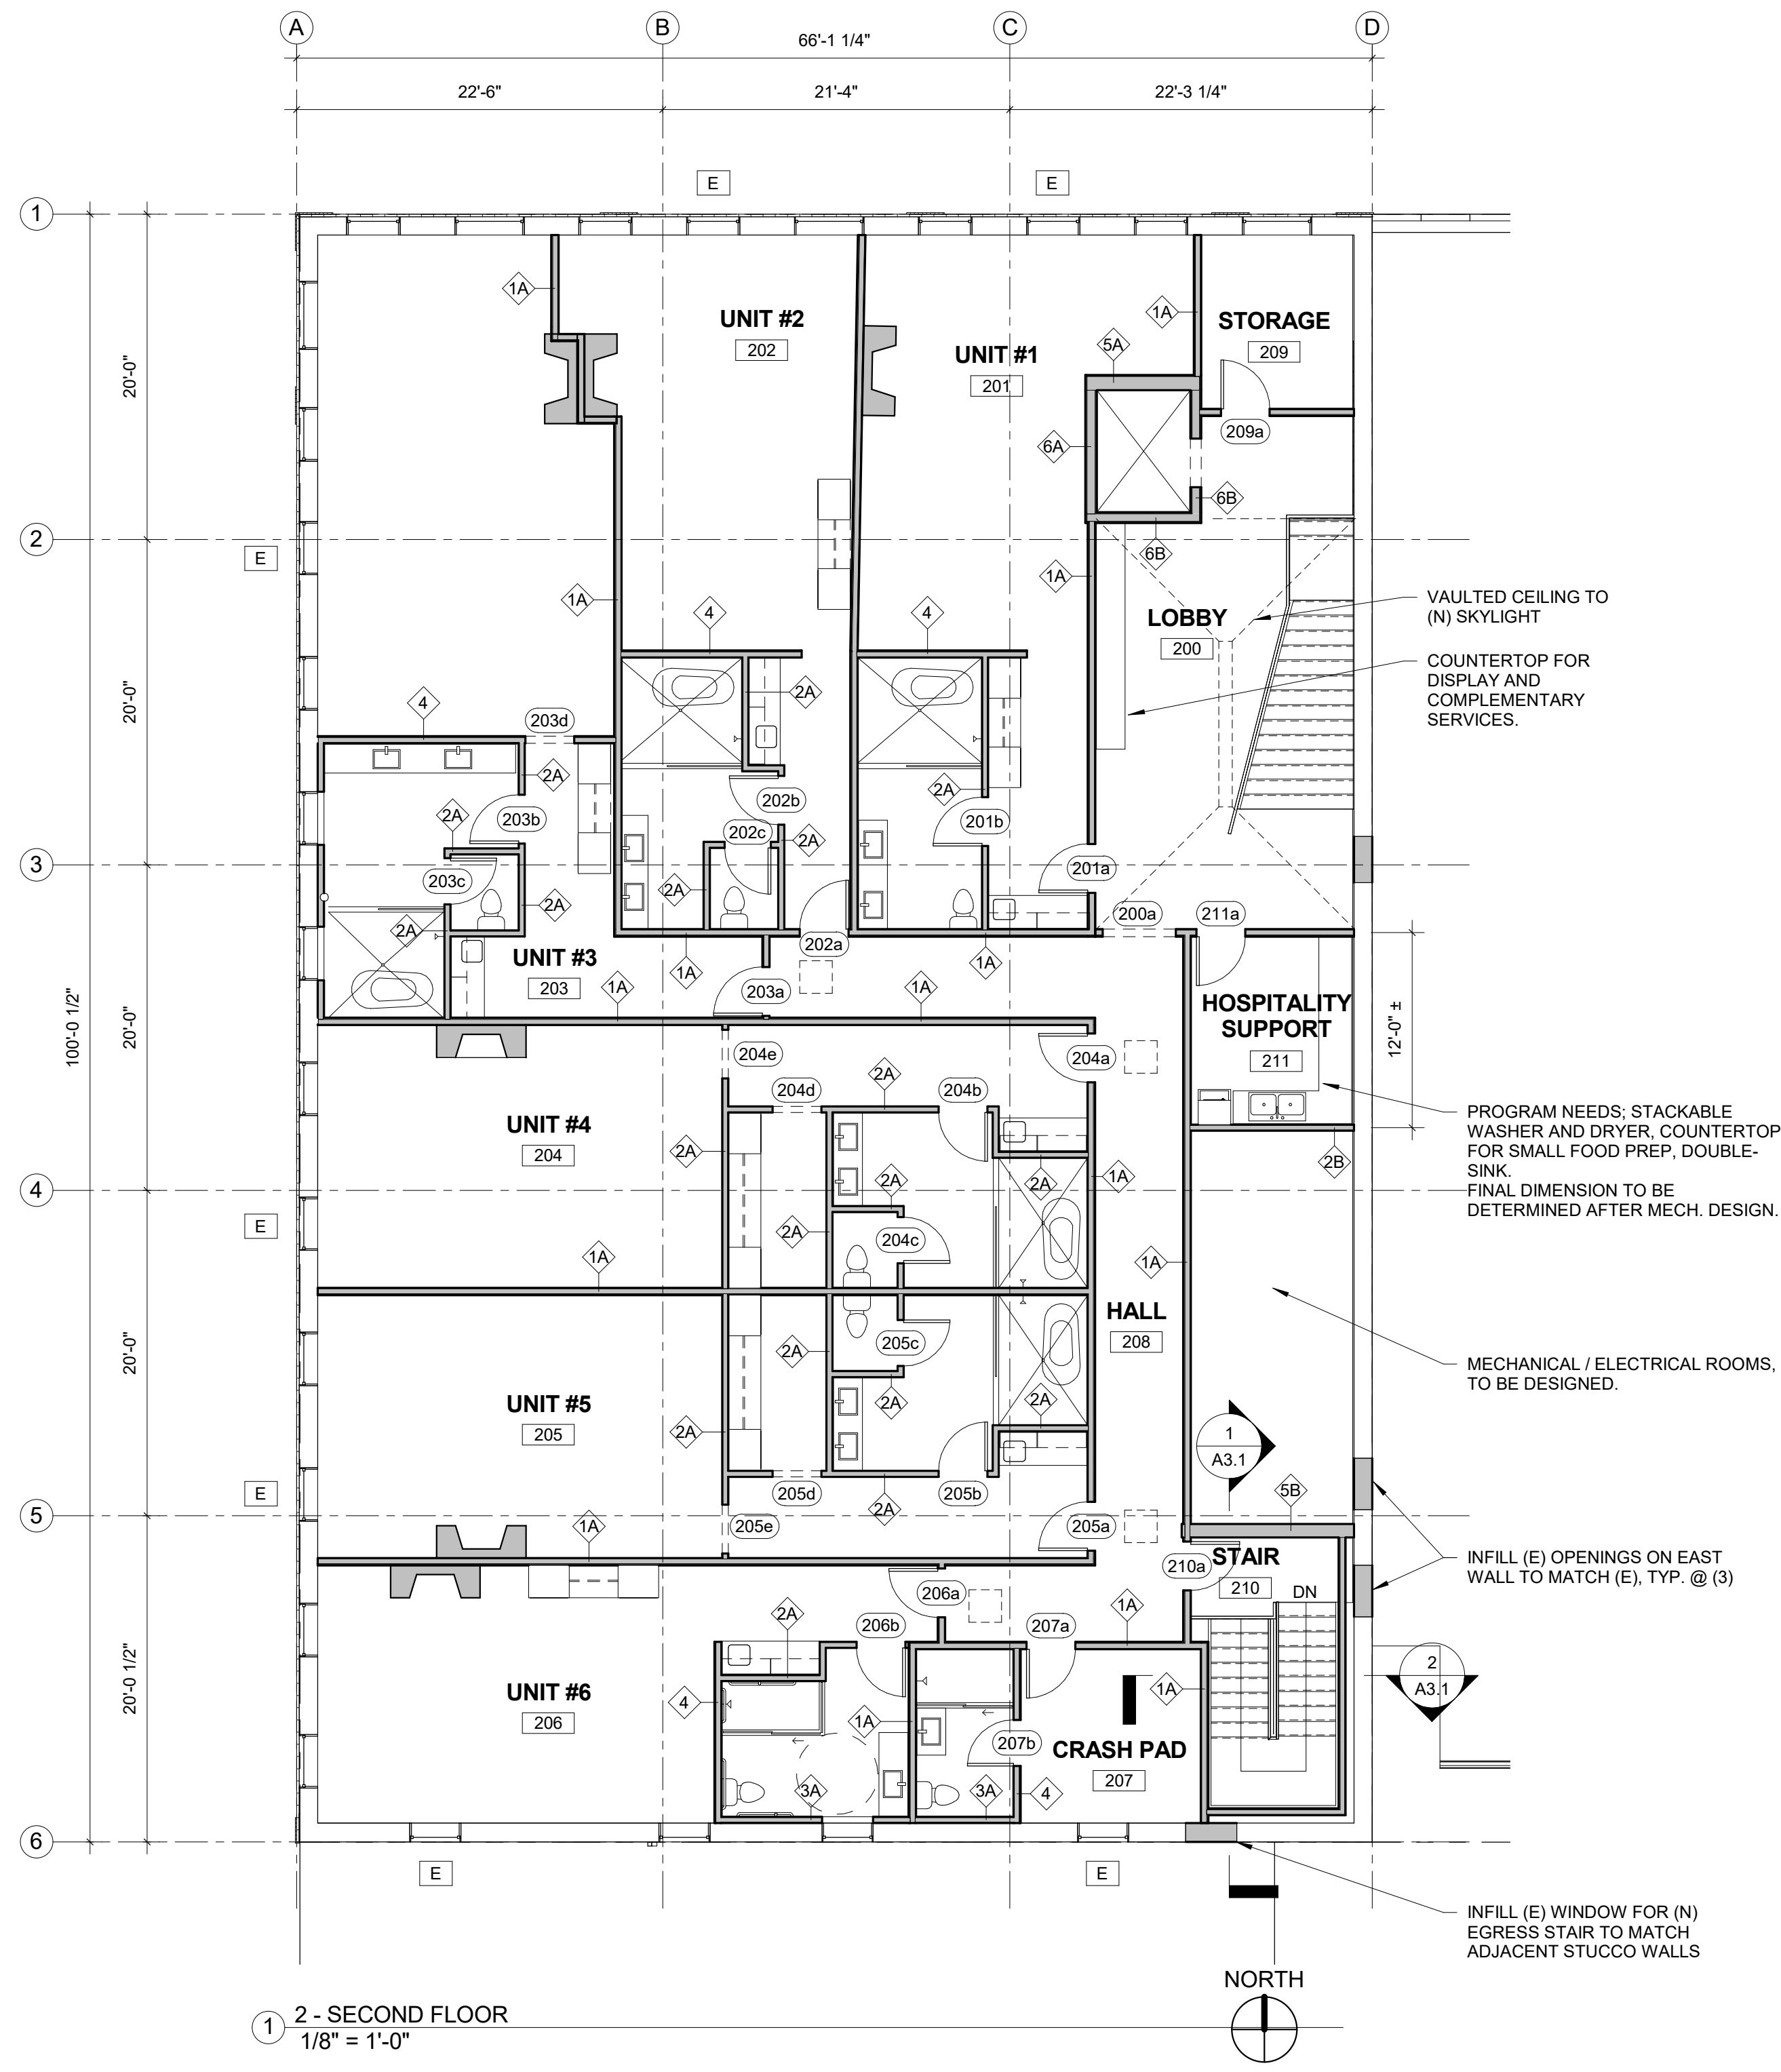 A
B
C
D
66'-1 1/4"
22'-6"
21'-4"
22'-3 1/4"
E
E
1
1A
UNIT #2
202
1A
STORAGE
209
5A
UNIT #1
201
20'-0"
209a
6A
6B
2
E
6B
1A
1A
VAULTED CEILING TO
(N) SKYLIGHT
4
4
LOBBY
200
COUNTERTOP FOR
DISPLAY AND
COMPLEMENTARY
SERVICES.
20'-0"
4
203d
2A
2A
2A
202b
203b
2A
201b
202c
2A
3
201a
203c
2A
2A
2A
200a
211a
202a
UNIT #3
203
1A
1A
203a
1A
1A
HOSPITALITY
SUPPORT
211
12'-0" ±
100'-0 1/2"
20'-0"
204e
204a
2A
204d
204b
UNIT #4
204
2A
PROGRAM NEEDS; STACKABLE
WASHER AND DRYER, COUNTERTOP
FOR SMALL FOOD PREP, DOUBLE-
SINK.
FINAL DIMENSION TO BE
DETERMINED AFTER MECH. DESIGN.
2B
1A
2A
2A
4
E
2A
204c
1A
1A
HALL
208
205c
2A
20'-0"
MECHANICAL / ELECTRICAL ROOMS,
TO BE DESIGNED.
UNIT #5
205
2A
2A
2A
1
A3.1
E
205d
205b
2A
5B
5
1A
205e
205a
210a
STAIR
210
DN
INFILL (E) OPENINGS ON EAST
WALL TO MATCH (E), TYP. @ (3)
206a
2A
206b
207a
1A
20'-0 1/2"
UNIT #6
206
4
1A
1A
2
A3.1
207b
CRASH PAD
207
3A
3A
4
6
E
E
INFILL (E) WINDOW FOR (N)
EGRESS STAIR TO MATCH
ADJACENT STUCCO WALLS
NORTH
1
2 - SECOND FLOOR
1/8" = 1'-0"